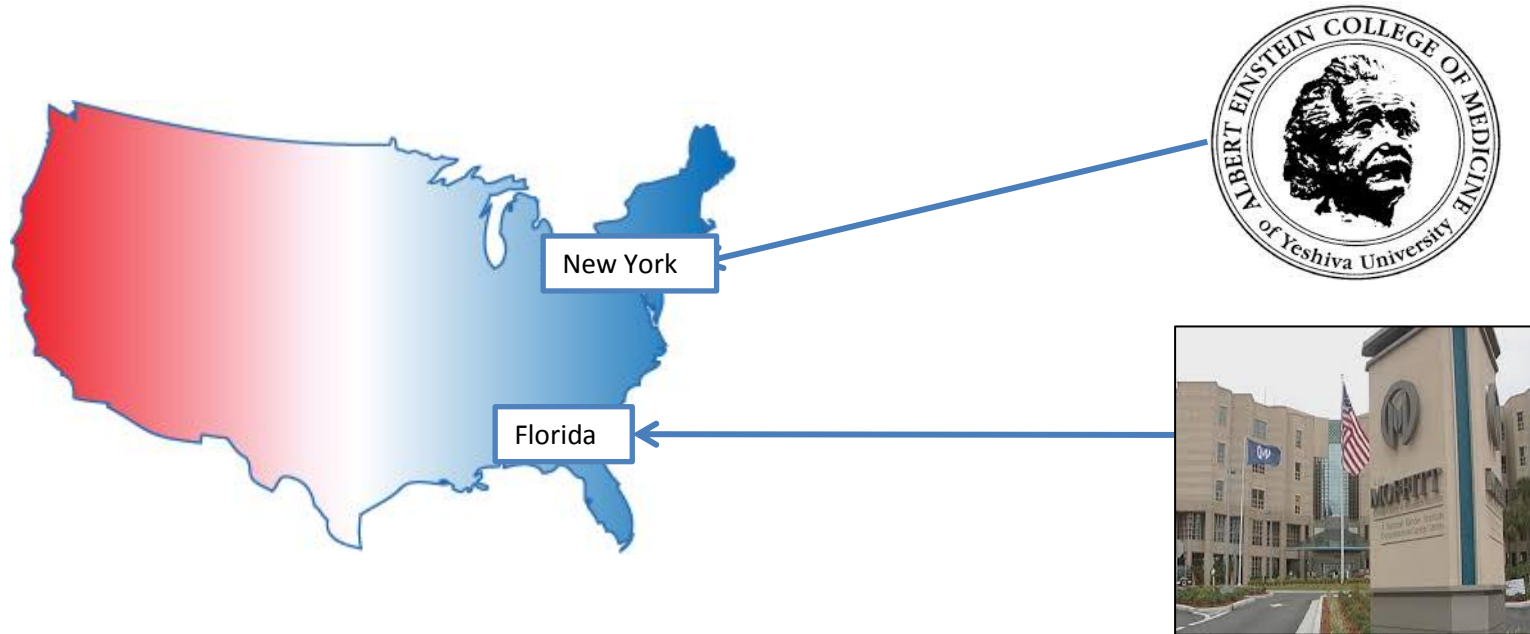 ALBERT EINSTEIN COLLEGE OF MEDICINE
of Yeshiva University
New York
Florida
MOFFITT